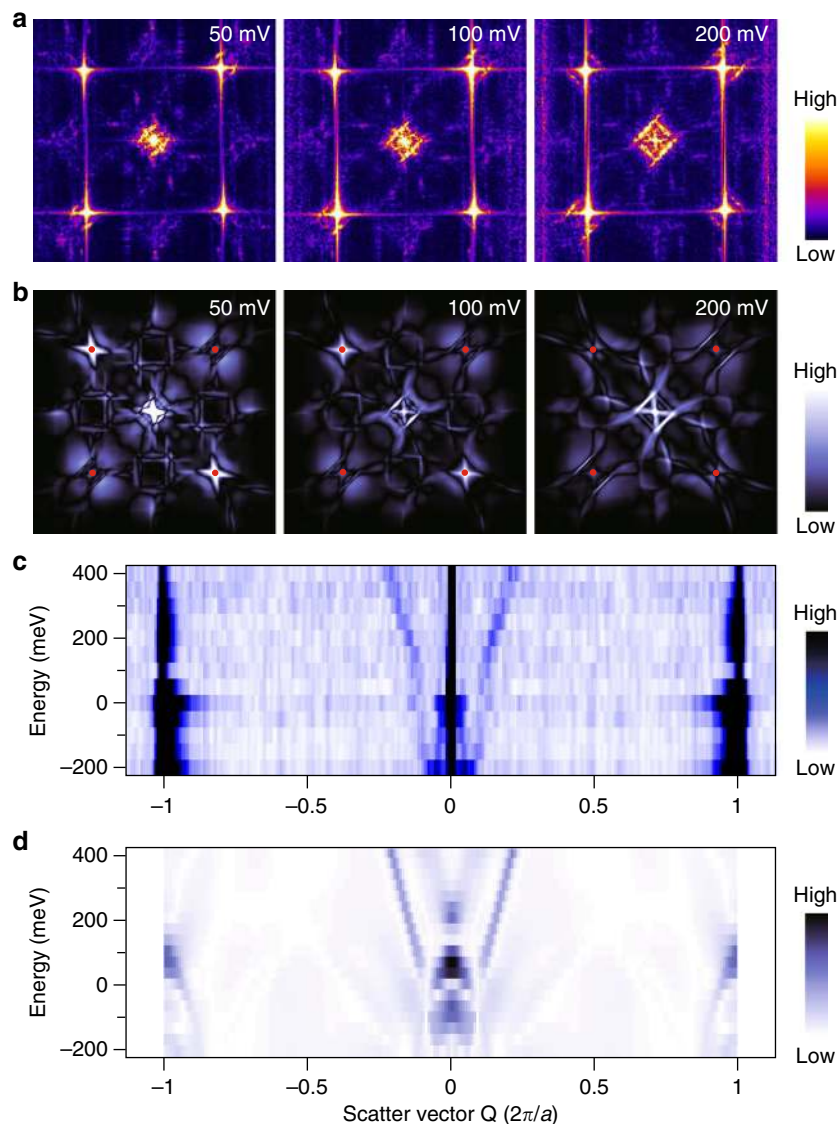 a
50 mV 100 mV 200 mV
High
Low
b
50 mV 100 mV 200 mV
High
Low
c
400
200
0
−200
Energy (meV)
−1 −0.5 0 0.5 1
High
Low
d
400
200
0
−200
Energy (meV)
−1 −0.5 0 0.5 1
Scatter vector Q (2π/a)
High
Low